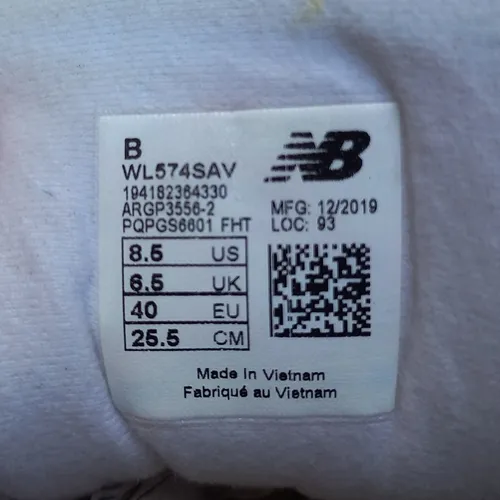 B
WL574SAV
194182364330
ARGP3556-2
PQPGS6601 FHT
NB
MFG: 12/2019
LOC: 93
8.5 US
6.5 UK
40 EU
25.5 CM
Made in Vietnam
Fabriqué au Vietnam